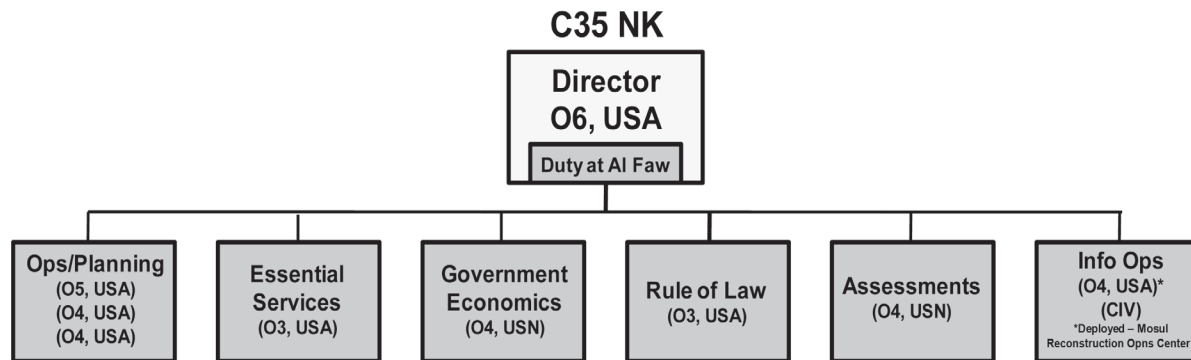 C35 NK
Director
O6, USA
Duty at Al Faw
Ops/Planning
(O5, USA)
(O4, USA)
(O4, USA)
Essential
Services
(O3, USA)
Government
Economics
(O4, USN)
Rule of Law
(O3, USA)
Assessments
(O4, USN)
Info Ops
(O4, USA)*
(CIV)
*Deployed – Mosul
Reconstruction Opns Center